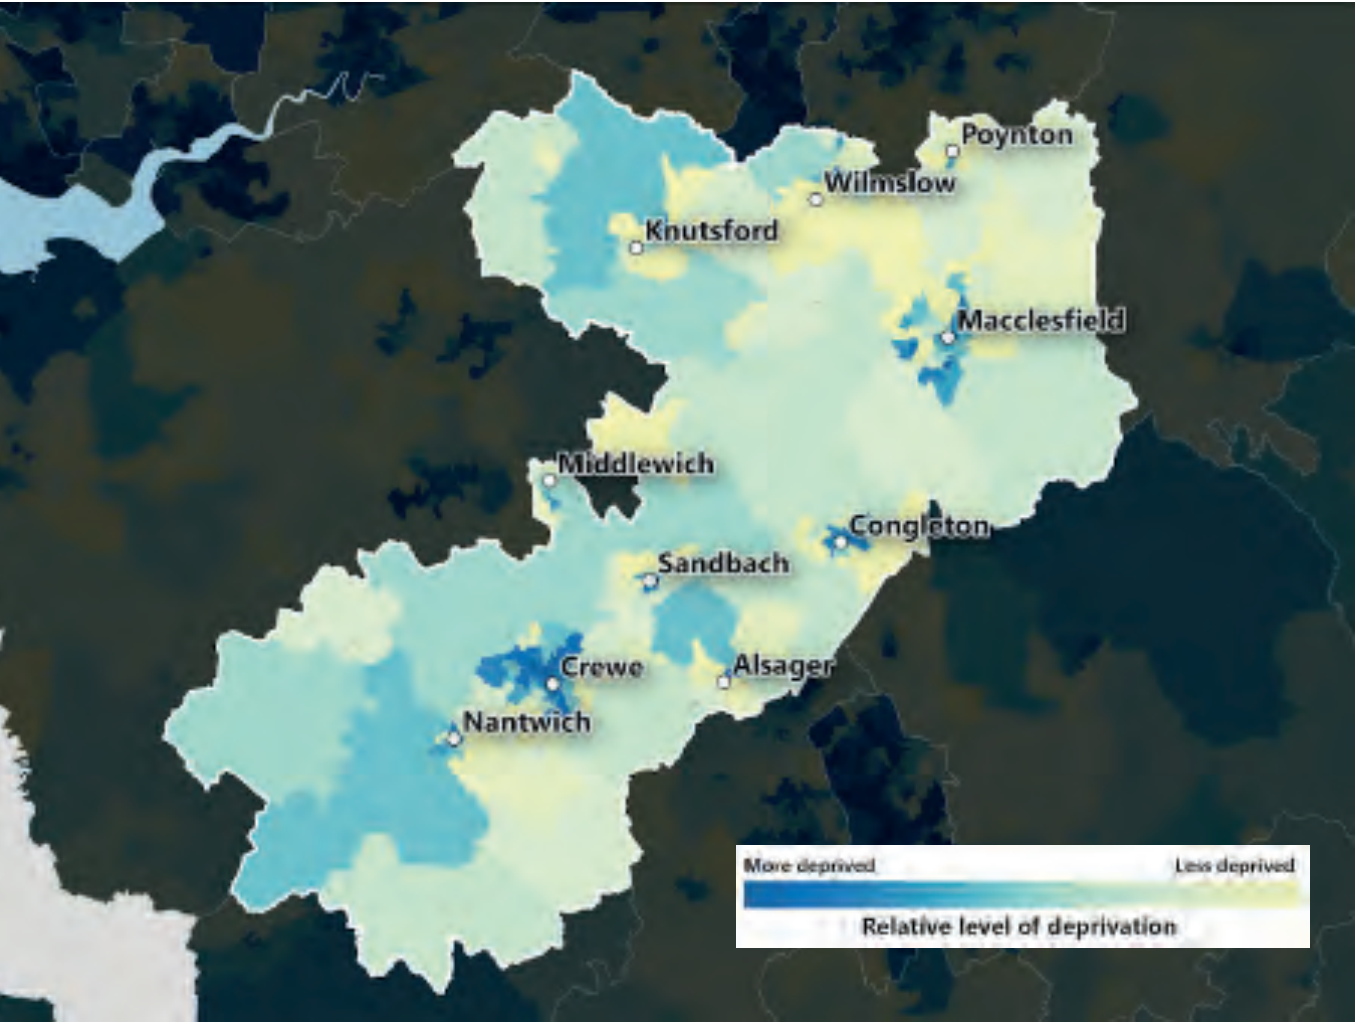 Poynton
Wilmslow
Knutsford
Macclesfield
Middlewich
Congleton
Sandbach
Crewe
Alsager
Nantwich
More deprived
Less deprived
Relative level of deprivation